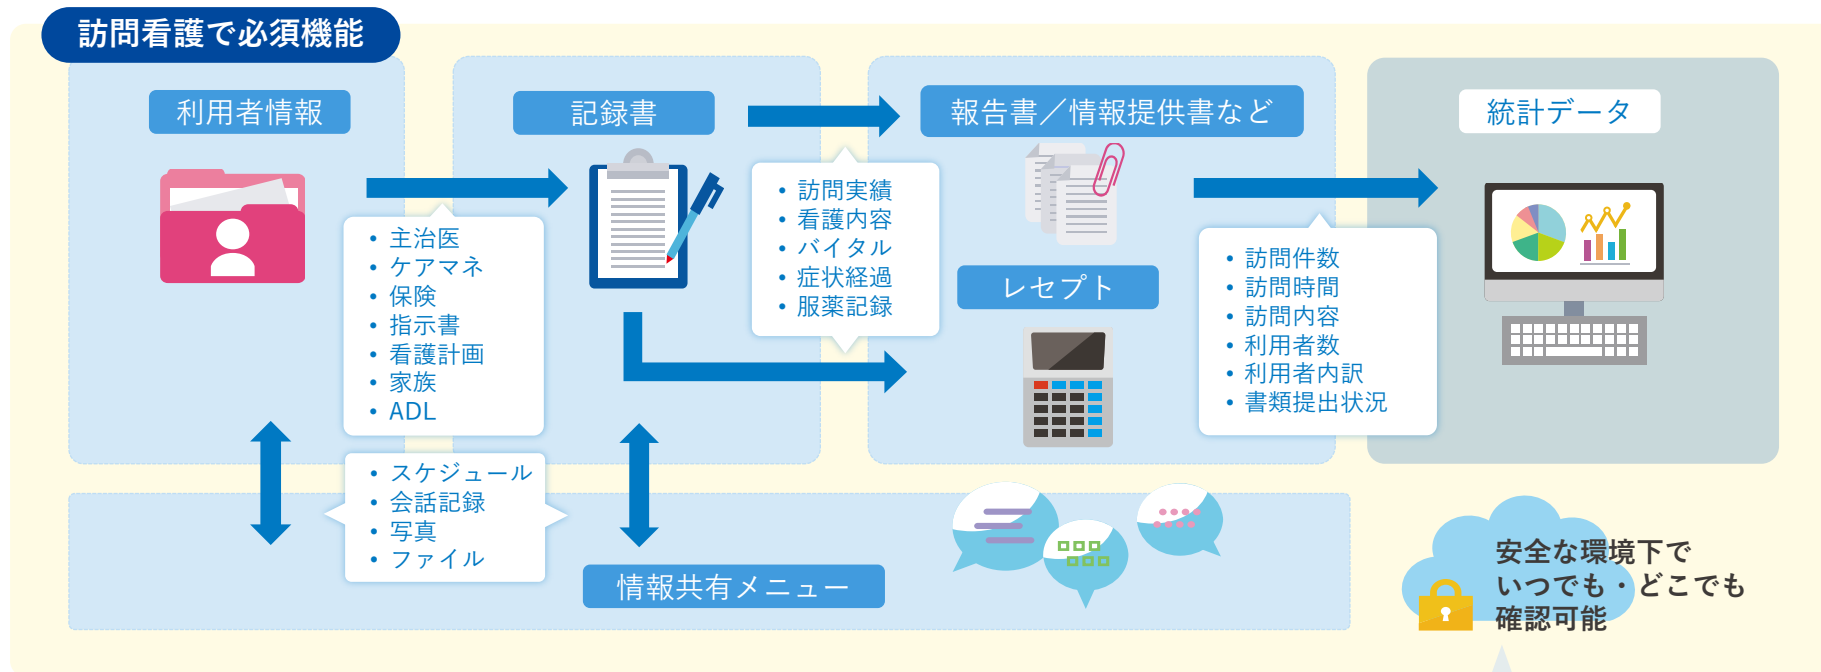 訪問看護で必須機能
利用者情報
• 主治医
• ケアマネ
• 保険
• 指示書
• 看護計画
• 家族
• ADL
記録書
• 訪問実績
• 看護内容
• バイタル
• 症状経過
• 服薬記録
報告書／情報提供書など
レセプト
• 訪問件数
• 訪問時間
• 訪問内容
• 利用者数
• 利用者内訳
• 書類提出状況
統計データ
• スケジュール
• 会話記録
• 写真
• ファイル
情報共有メニュー
安全な環境下で
いつでも・どこでも
確認可能